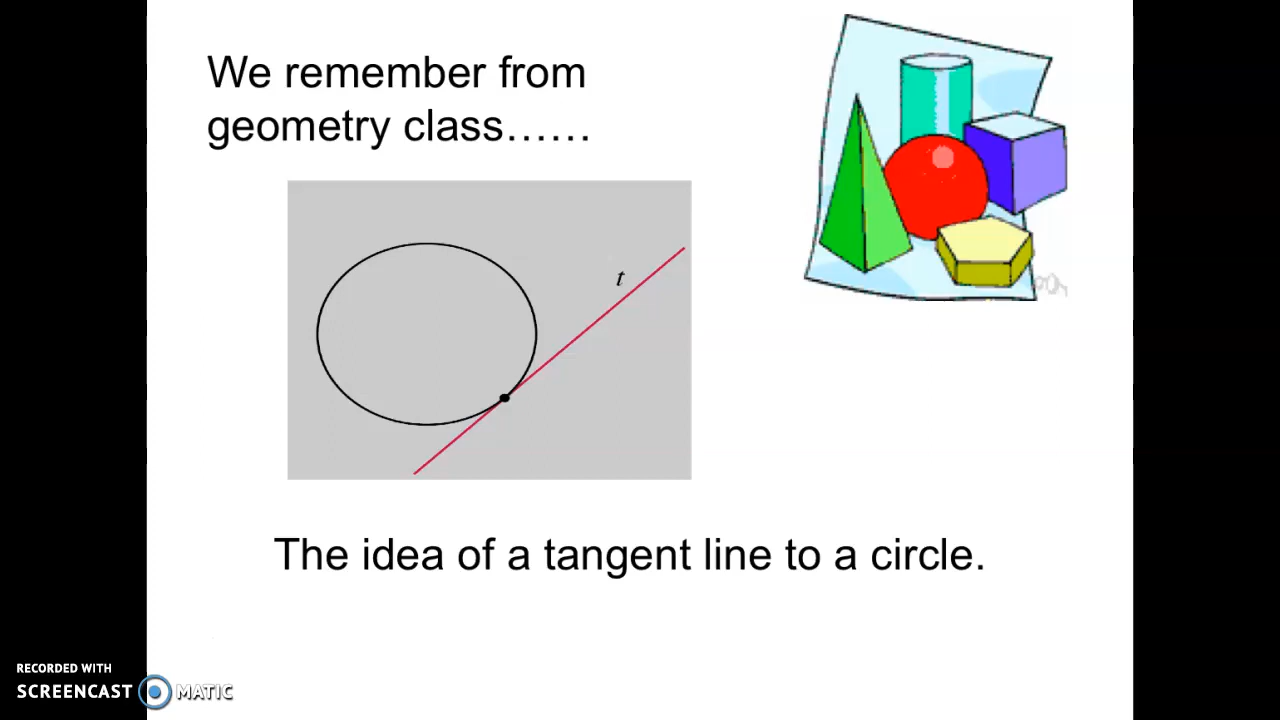 We remember from
geometry class……
t
The idea of a tangent line to a circle.
RECORDED WITH
SCREENCAST MATIC